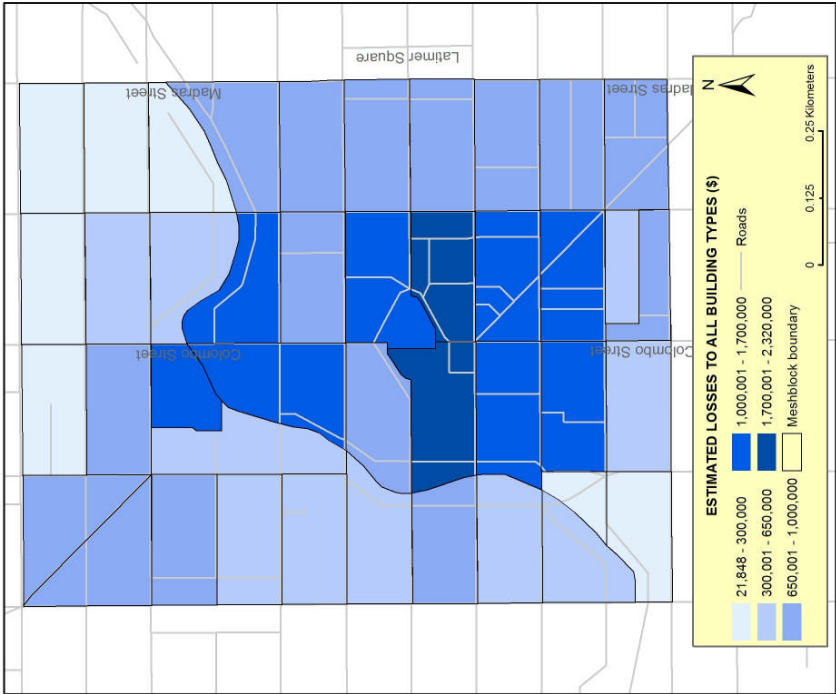 Latimer Square
Madras Street
Madras Street
Colombo Street
Colombo Street
ESTIMATED LOSSES TO ALL BUILDING TYPES ($)
21,848 - 300,000
300,001 - 650,000
650,001 - 1,000,000
1,000,001 - 1,700,000
1,700,001 - 2,320,000
Meshblock boundary
Roads
N
0 0.125 0.25 Kilometers